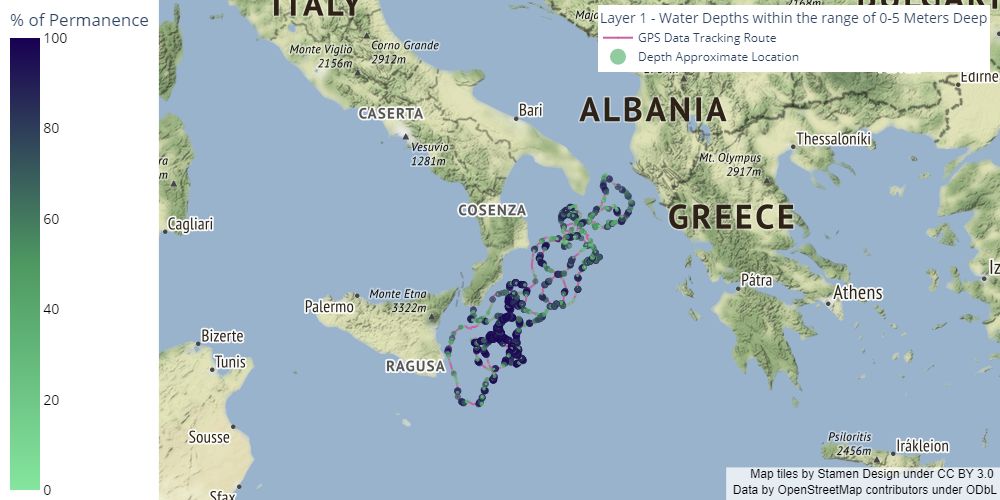 % of Permanence
100
80
60
40
20
0
ITALY
Layer 1 - Water Depths within the range of 0-5 Meters Deep
GPS Data Tracking Route
Depth Approximate Location
Monte Viglio
2156m
Corno Grande
2912m
CASERTA
Vesuvio
1281m
Bari
ALBANIA
Edirne
Thessaloníki
Mt. Olympus
2917m
Cagliari
COSENZA
GREECE
Palermo
Monte Etna
3322m
Pátra
Athens
Iz
Bizerte
Tunis
RAGUSA
Sousse
Sfax
Psiloritis
2456m
Irákleion
Map tiles by Stamen Design under CC BY 3.0
Data by OpenStreetMap contributors under ODbL